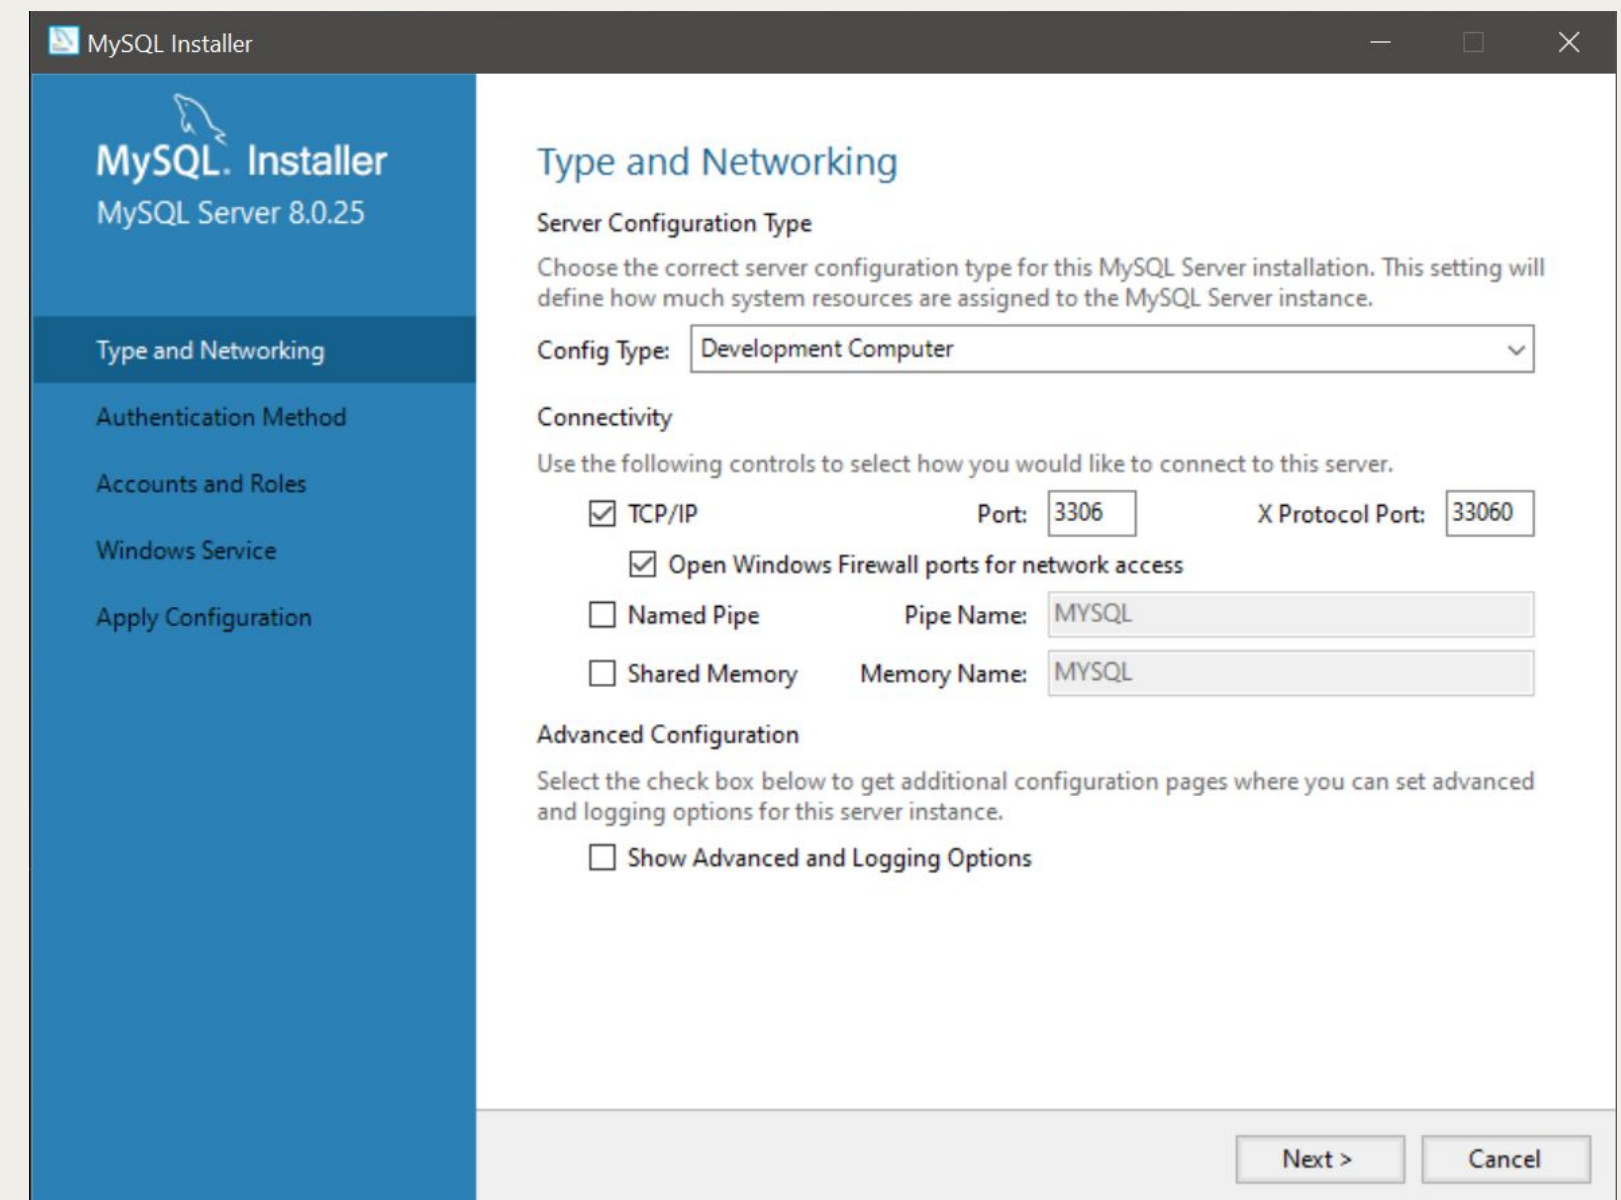 MySQL Installer
MySQL. Installer
MySQL Server 8.0.25
Type and Networking
Authentication Method
Accounts and Roles
Windows Service
Apply Configuration
Type and Networking
Server Configuration Type
Choose the correct server configuration type for this MySQL Server installation. This setting will
define how much system resources are assigned to the MySQL Server instance.
Config Type: Development Computer
Connectivity
Use the following controls to select how you would like to connect to this server.
TCP/IP Port: 3306 X Protocol Port: 33060
Open Windows Firewall ports for network access
Named Pipe Pipe Name: MYSQL
Shared Memory Memory Name: MYSQL
Advanced Configuration
Select the check box below to get additional configuration pages where you can set advanced
and logging options for this server instance.
Show Advanced and Logging Options
Next > Cancel